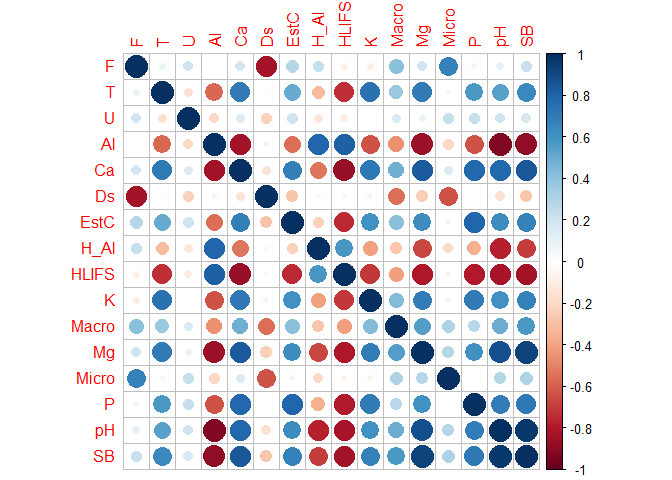 F T U Al Ca Ds EstC H_Al HLIFS K Macro Mg Micro P pH SB
F
T
U
Al
Ca
Ds
EstC
H_Al
HLIFS
K
Macro
Mg
Micro
P
pH
SB
1
0.8
0.6
0.4
0.2
0
-0.2
-0.4
-0.6
-0.8
-1